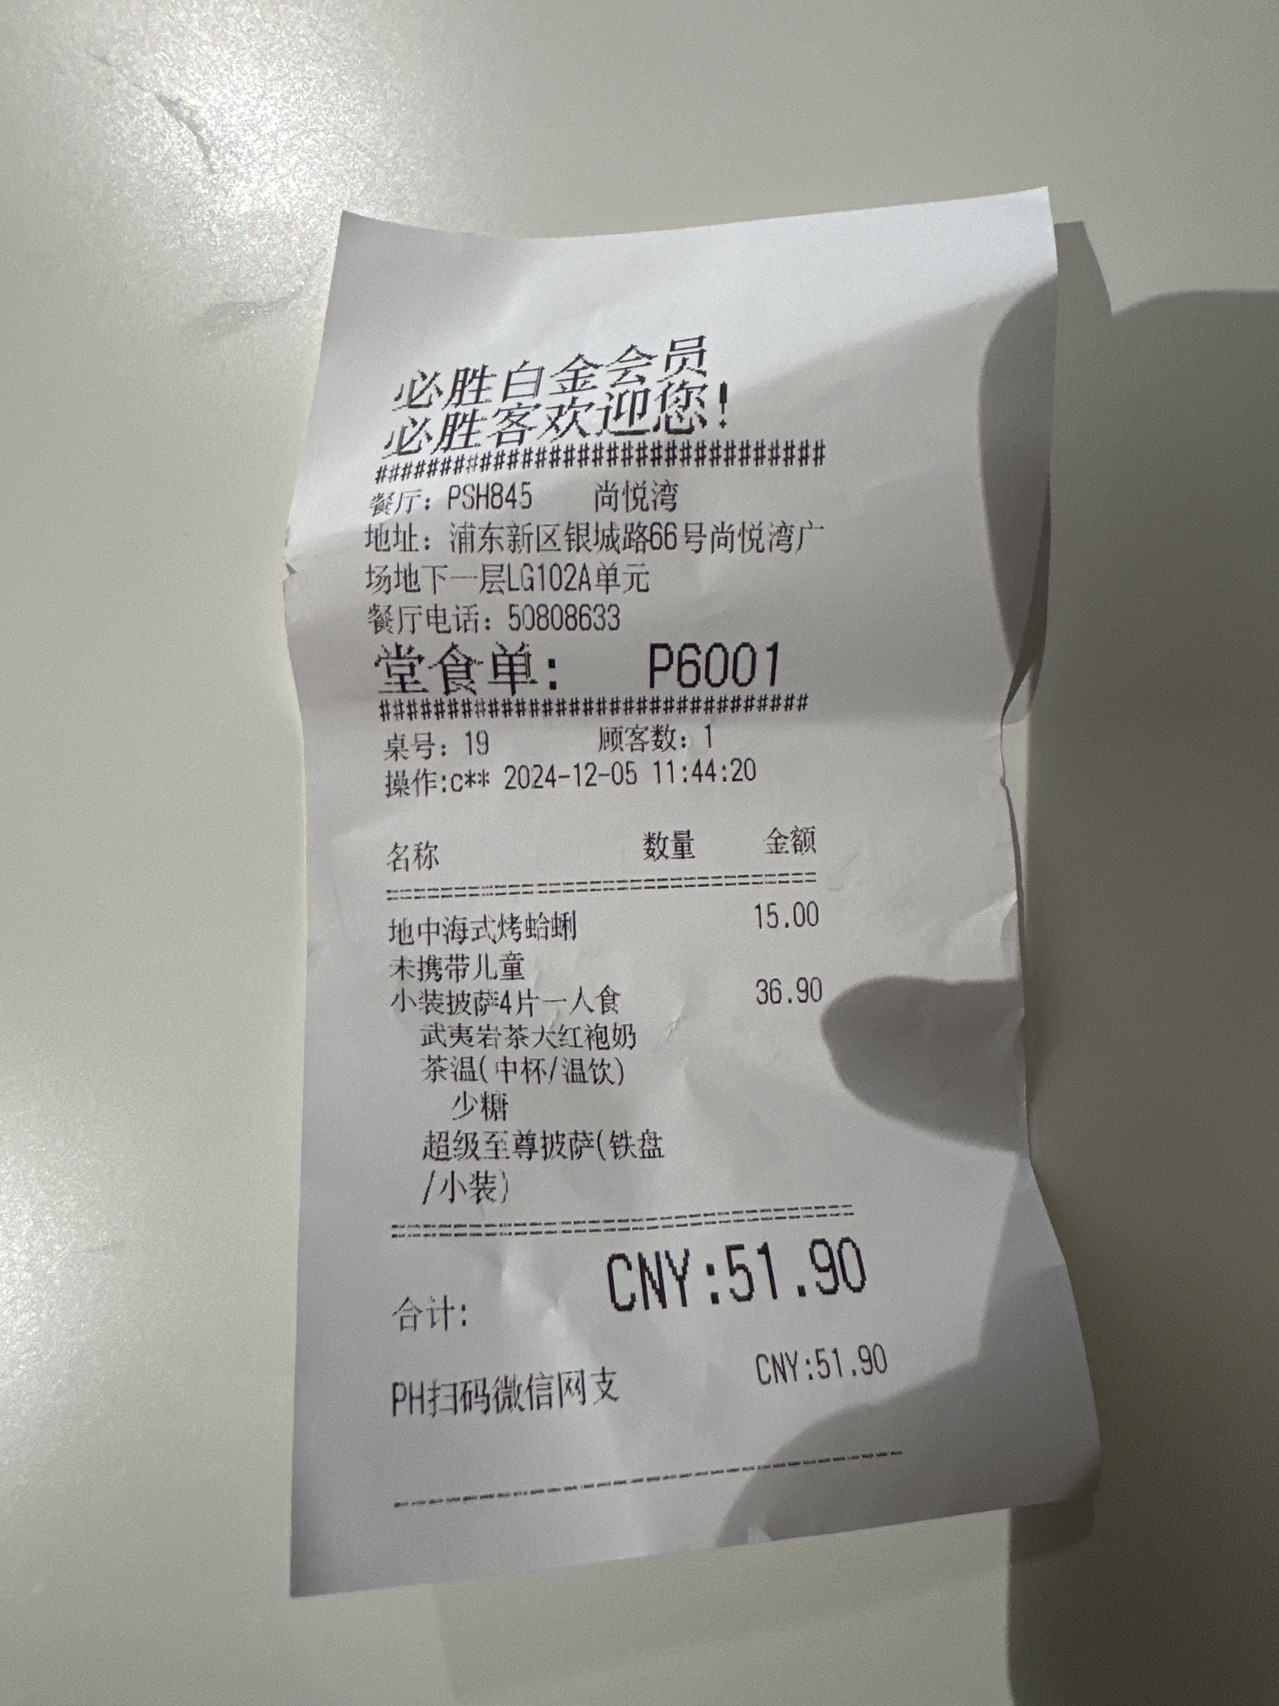 必胜白金会员
必胜客欢迎您!
################################
餐厅: PSH845 尚悦湾
地址: 浦东新区银城路66号尚悦湾广
场地下一层LG102A单元
餐厅电话: 50808633
堂食单: P6001
################################
桌号: 19 顾客数: 1
操作:c** 2024-12-05 11:44:20
名称 数量 金额
================================
地中海式烤蛤蜊 15.00
未携带儿童
小装披萨4片一人食 36.90
武夷岩茶大红袍奶
茶温(中杯/温饮)
少糖
超级至尊披萨(铁盘
/小装)
================================
合计: CNY:51.90
PH扫码微信网支 CNY:51.90
--------------------------------